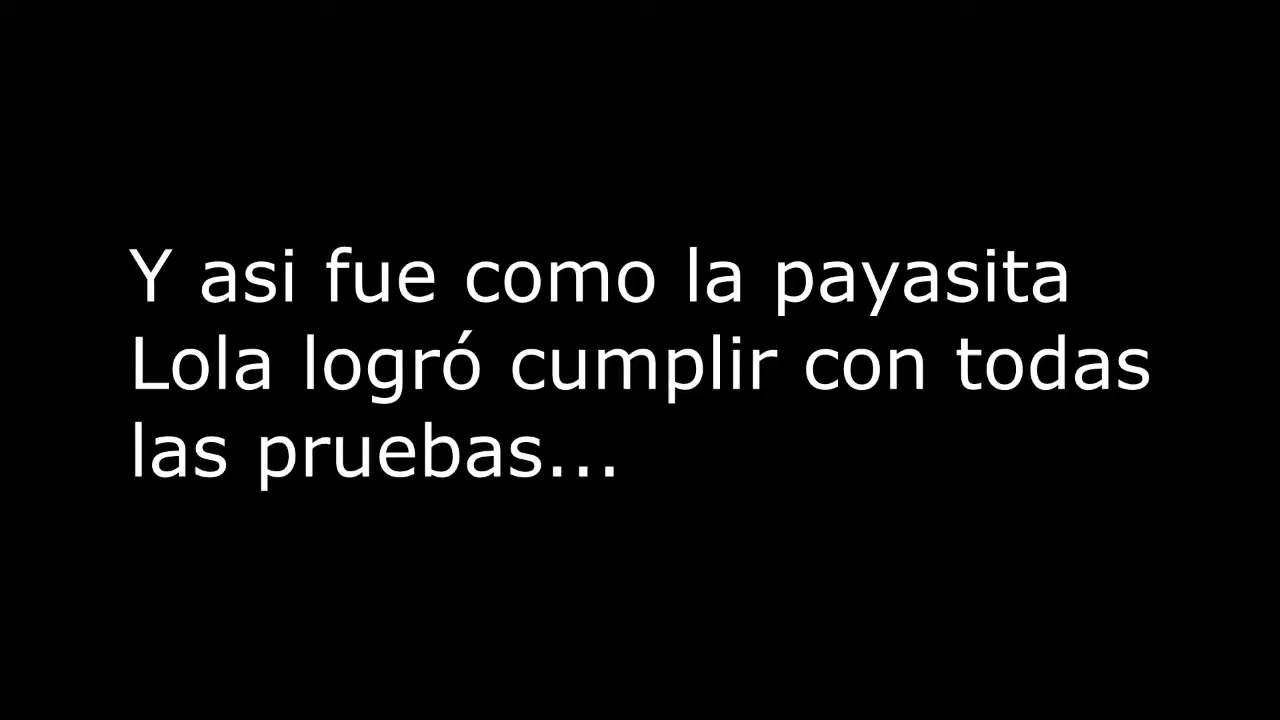 Y asi fue como la payasita
Lola logró cumplir con todas
las pruebas...